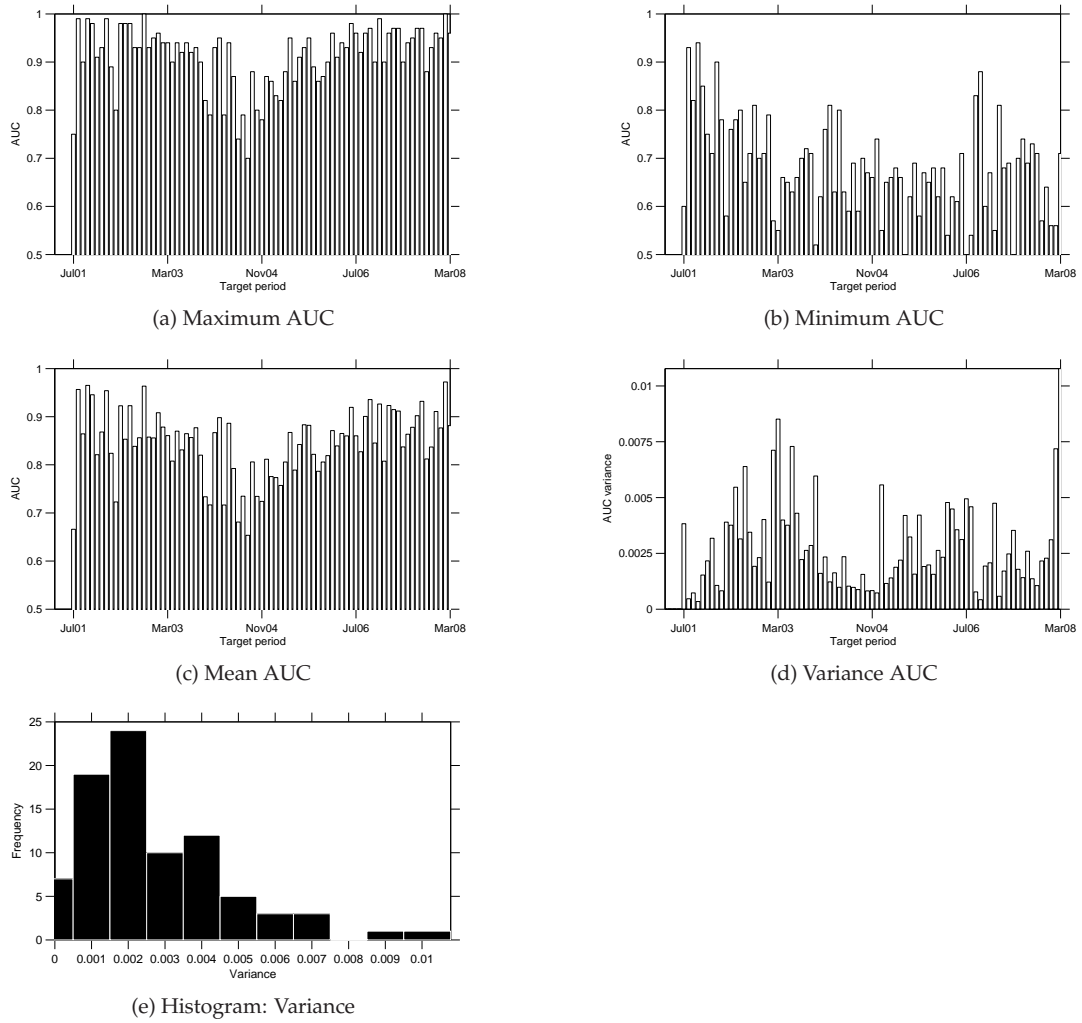 1
0.9
0.8
0.7
0.6
0.5
AUC
Jul01 Mar03 Nov04 Jul06 Mar08
Target period
(a) Maximum AUC
1
0.9
0.8
0.7
0.6
0.5
AUC
Jul01 Mar03 Nov04 Jul06 Mar08
Target period
(b) Minimum AUC
1
0.9
0.8
0.7
0.6
0.5
AUC
Jul01 Mar03 Nov04 Jul06 Mar08
Target period
(c) Mean AUC
0.01
0.0075
0.005
0.0025
0
AUC variance
Jul01 Mar03 Nov04 Jul06 Mar08
Target period
(d) Variance AUC
25
20
15
10
5
0
Frequency
0 0.001 0.002 0.003 0.004 0.005 0.006 0.007 0.008 0.009 0.01
Variance
(e) Histogram: Variance